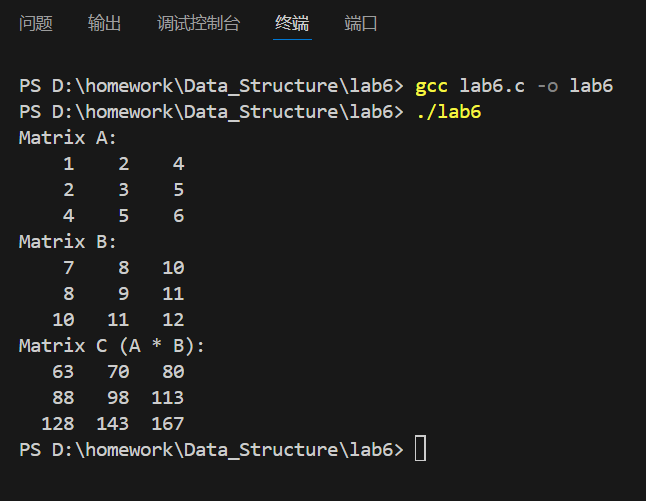 问题 输出 调试控制台 终端 端口
PS D:\homework\Data_Structure\lab6> gcc lab6.c -o lab6
PS D:\homework\Data_Structure\lab6> ./lab6
Matrix A:
    1    2    4
    2    3    5
    4    5    6
Matrix B:
    7    8   10
    8    9   11
   10   11   12
Matrix C (A * B):
   63   70   80
   88   98  113
  128  143  167
PS D:\homework\Data_Structure\lab6>